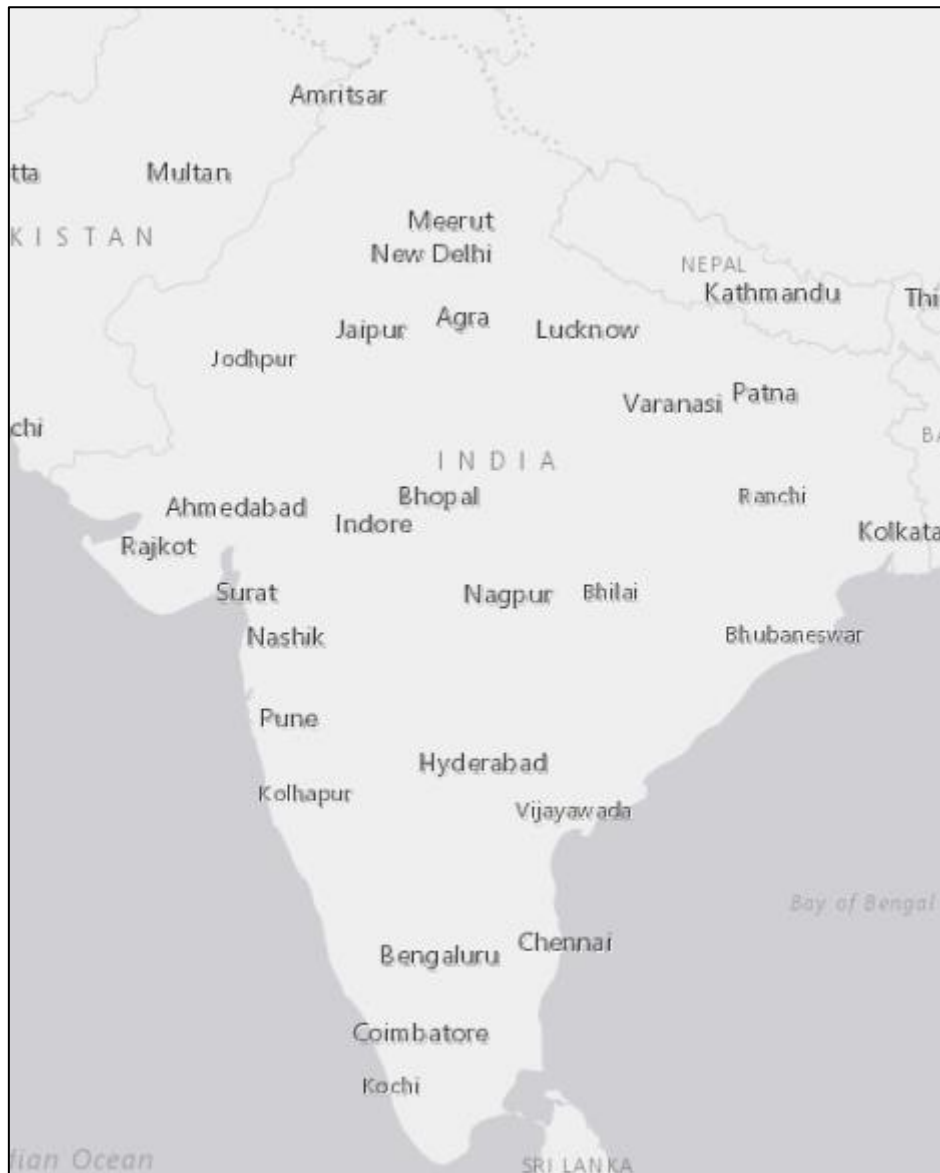 Amritsar
tta
Multan
Meerut
KISTAN
New Delhi
NEPAL
Kathmandu
Thi
Agra
Jaipur
Lucknow
Jodhpur
Patna
Varanasi
chi
BA
INDIA
Bhopal
Ranchi
Ahmedabad
Indore
Kolkata
Rajkot
Surat
Nagpur
Bhilai
Nashik
Bhubaneswar
Pune
Hyderabad
Kolhapur
Vijayawada
Bay of Bengal
Chennai
Bengaluru
Coimbatore
Kochi
dian Ocean
SRI LANKA